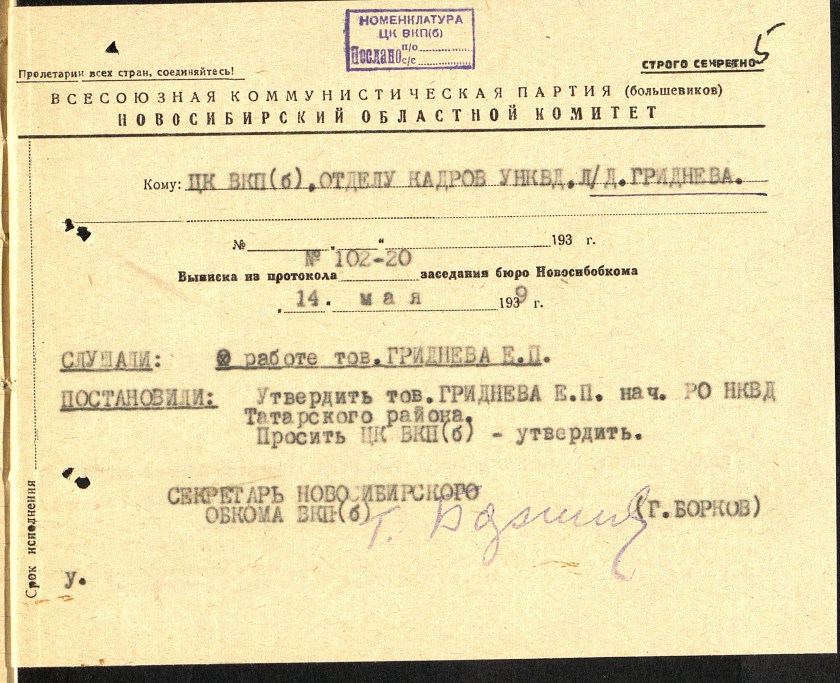 НОМЕНКЛАТУРА
ЦК ВКП(б)
Послано п/о
с/с
5
СТРОГО СЕКРЕТНО
Пролетарии всех стран, соединяйтесь!
ВСЕСОЮЗНАЯ КОММУНИСТИЧЕСКАЯ ПАРТИЯ (большевиков)
НОВОСИБИРСКИЙ ОБЛАСТНОЙ КОМИТЕТ
Кому: ЦК ВКП(б), ОТДЕЛУ КАДРОВ УНКВД, Л/Д. ГРИДНЕВА.
№ „ “ 193 г.
№ 102-20
Выписка из протокола заседания бюро Новосибобкома
14. мая 1939 г.
СЛУШАЛИ: О работе тов. ГРИДНЕВА Е.П.
ПОСТАНОВИЛИ: Утвердить тов. ГРИДНЕВА Е.П. нач. РО НКВД
Татарского района.
Просить ЦК ВКП(б) - утвердить.
СЕКРЕТАРЬ НОВОСИБИРСКОГО
ОБКОМА ВКП(б) Г. Борков (Г. БОРКОВ)
у.
Срок исполнения